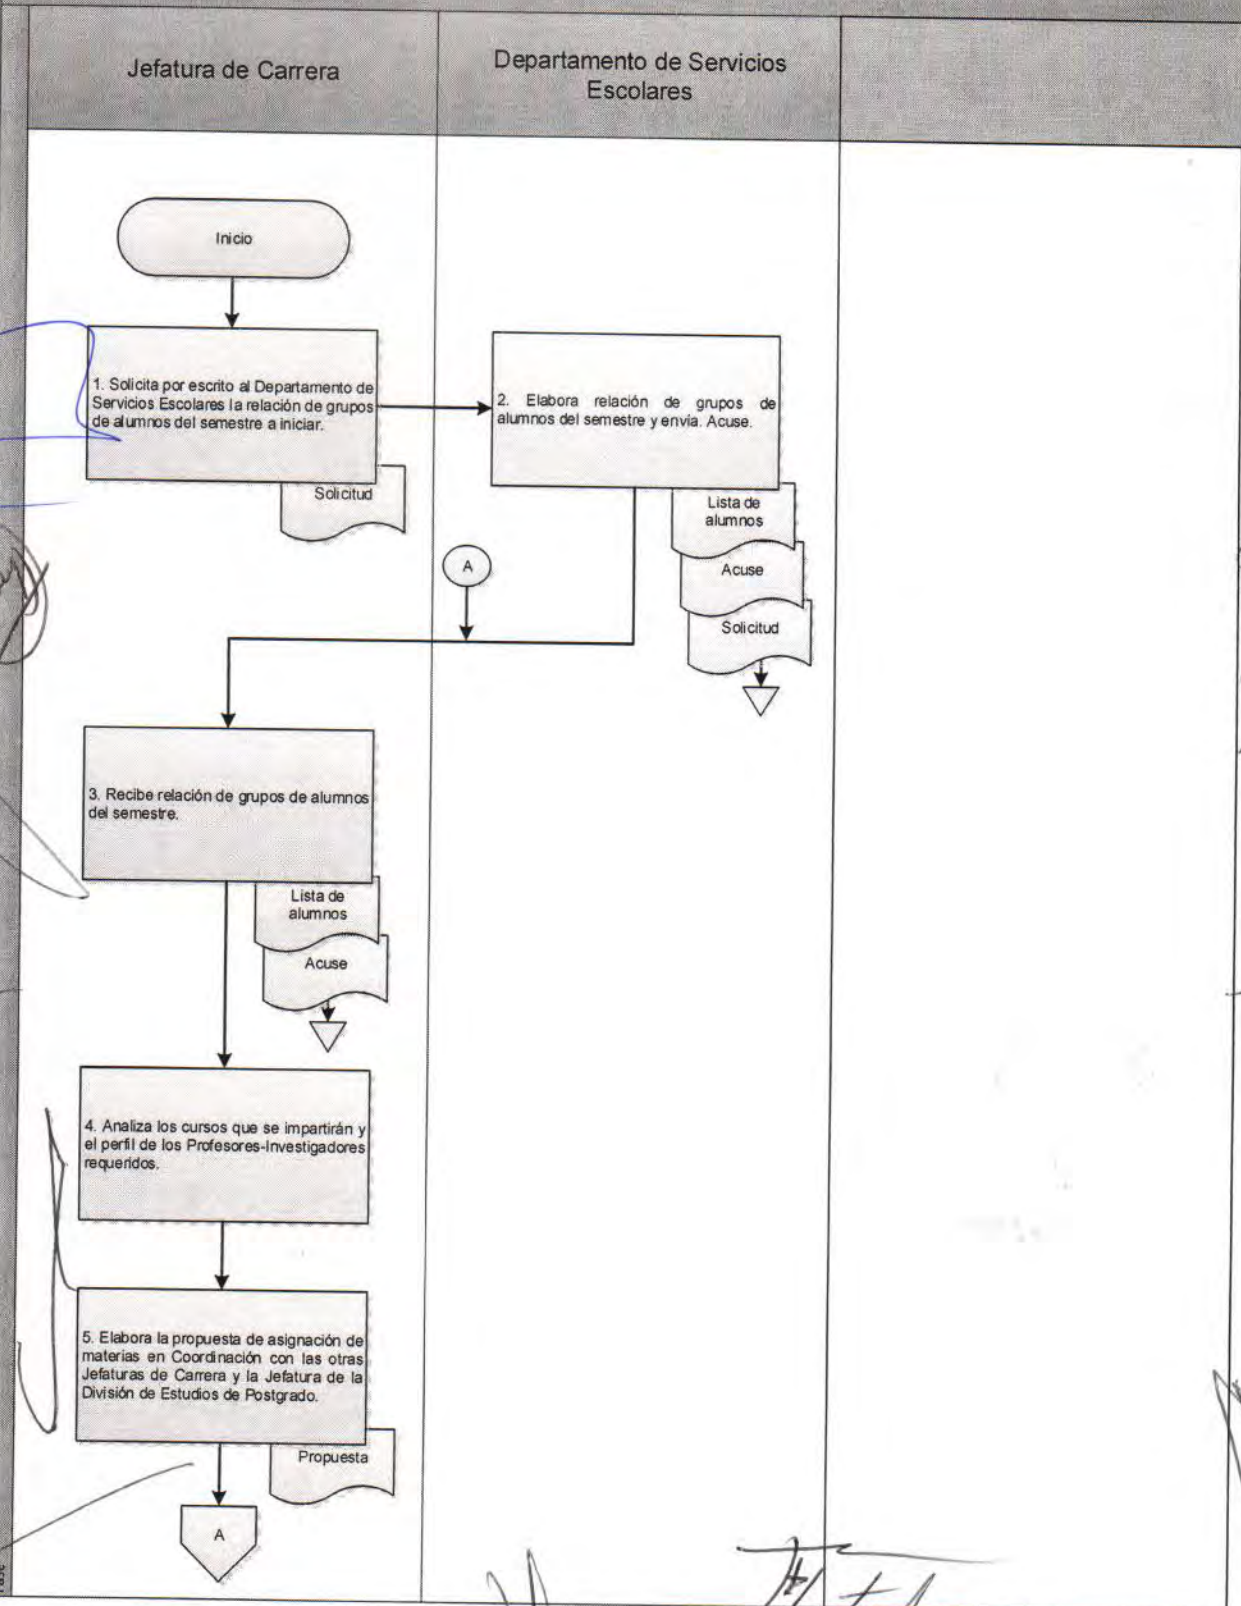 Jefatura de Carrera
Departamento de Servicios
Escolares
Inicio
1. Solicita por escrito al Departamento de
Servicios Escolares la relación de grupos
de alumnos del semestre a iniciar.
Solicitud
2. Elabora relación de grupos de
alumnos del semestre y envía. Acuse.
Lista de
alumnos
Acuse
Solicitud
A
3. Recibe relación de grupos de alumnos
del semestre.
Lista de
alumnos
Acuse
4. Analiza los cursos que se impartirán y
el perfil de los Profesores-Investigadores
requeridos.
5. Elabora la propuesta de asignación de
materias en Coordinación con las otras
Jefaturas de Carrera y la Jefatura de la
División de Estudios de Postgrado.
Propuesta
A